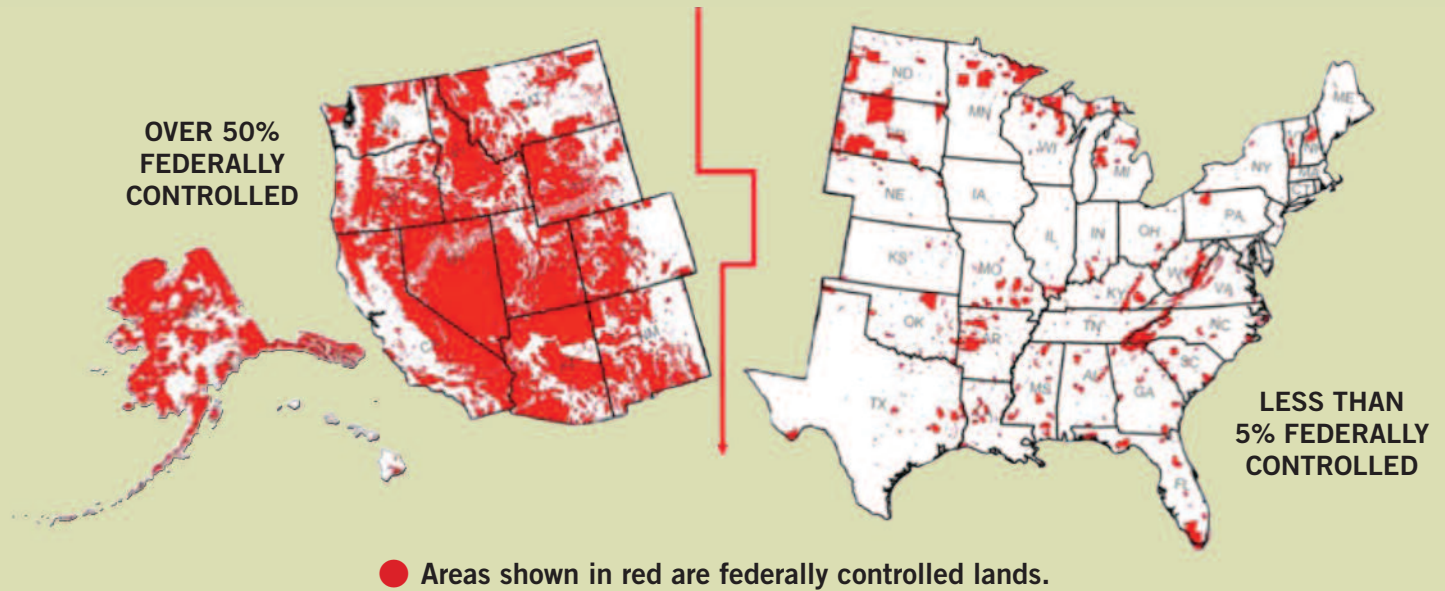 OVER 50%
FEDERALLY
CONTROLLED
MT
NM
ND
MN
WI
MI
NE
IA
IL
IN
OH
PA
NY
ME
KS
MO
KY
VA
OK
AR
TN
NC
SC
TX
MS
AL
GA
FL
LESS THAN
5% FEDERALLY
CONTROLLED
Areas shown in red are federally controlled lands.